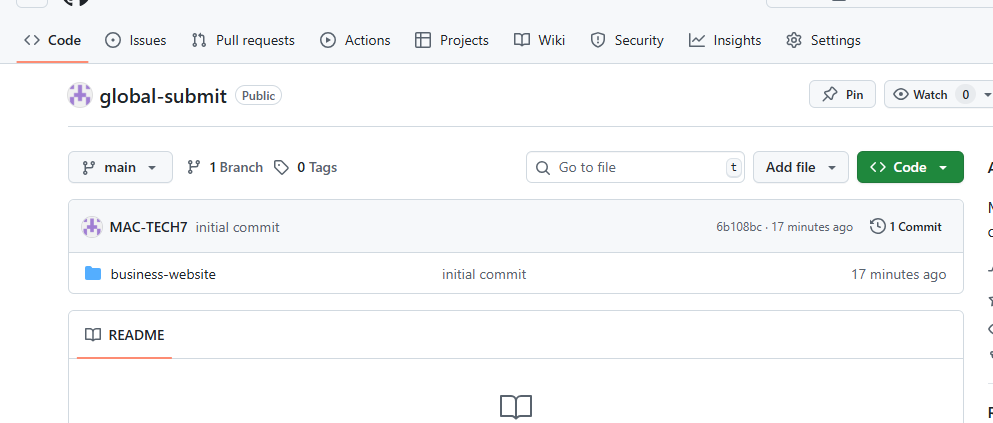 Code Issues Pull requests Actions Projects Wiki Security Insights Settings
global-submit Public Pin Watch 0
main 1 Branch 0 Tags Go to file t Add file Code
MAC-TECH7 initial commit 6b108bc · 17 minutes ago 1 Commit
business-website initial commit 17 minutes ago
README